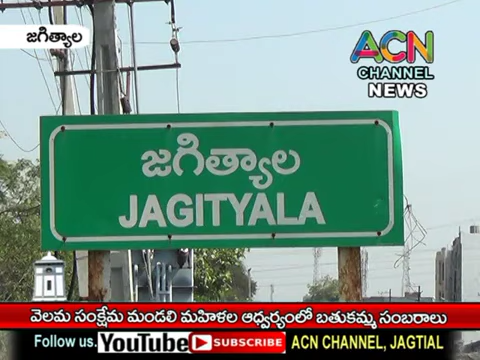 జగిత్యాల
ACN
CHANNEL
NEWS
జగిత్యాల
JAGITYALA
వెలమ సంక్షేమ మండలి మహిళల ఆధ్వర్యంలో బతుకమ్మ సంబరాలు
Follow us. YouTube SUBSCRIBE ACN CHANNEL, JAGTIAL